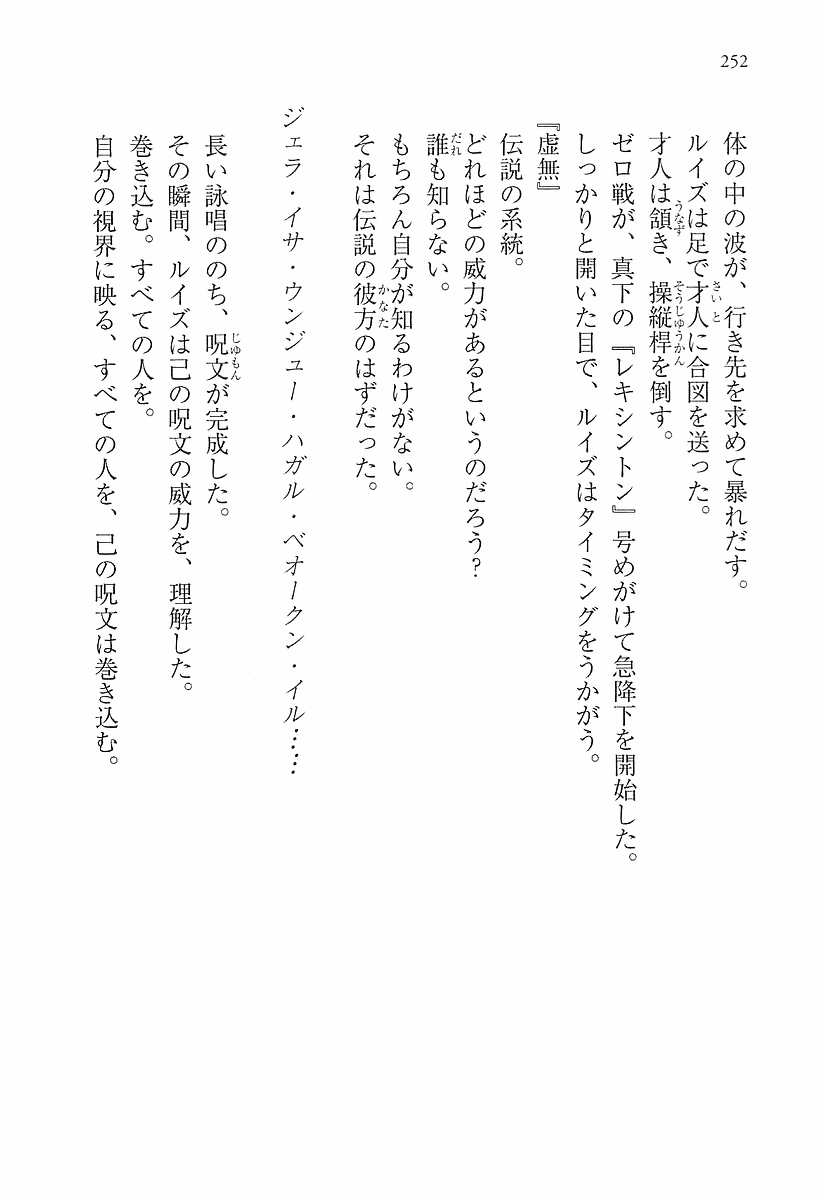 252
体の中の波が、行き先を求めて暴れだす。
ルイズは足で才人に合図を送った。
才人は頷き、操縦桿を倒す。
ゼロ戦が、真下の『レキシントン』号めがけて急降下を開始した。
しっかりと開いた目で、ルイズはタイミングをうかがう。
『虚無』
伝説の系統。
どれほどの威力があるというのだろう?
誰も知らない。
もちろん自分が知るわけがない。
それは伝説の彼方のはずだった。
ジェラ・イサ・ウンジュー・ハガル・ベオークン・イル……
長い詠唱ののち、呪文が完成した。
その瞬間、ルイズは己の呪文の威力を、理解した。
巻き込む。すべての人を。
自分の視界に映る、すべての人を、己の呪文は巻き込む。